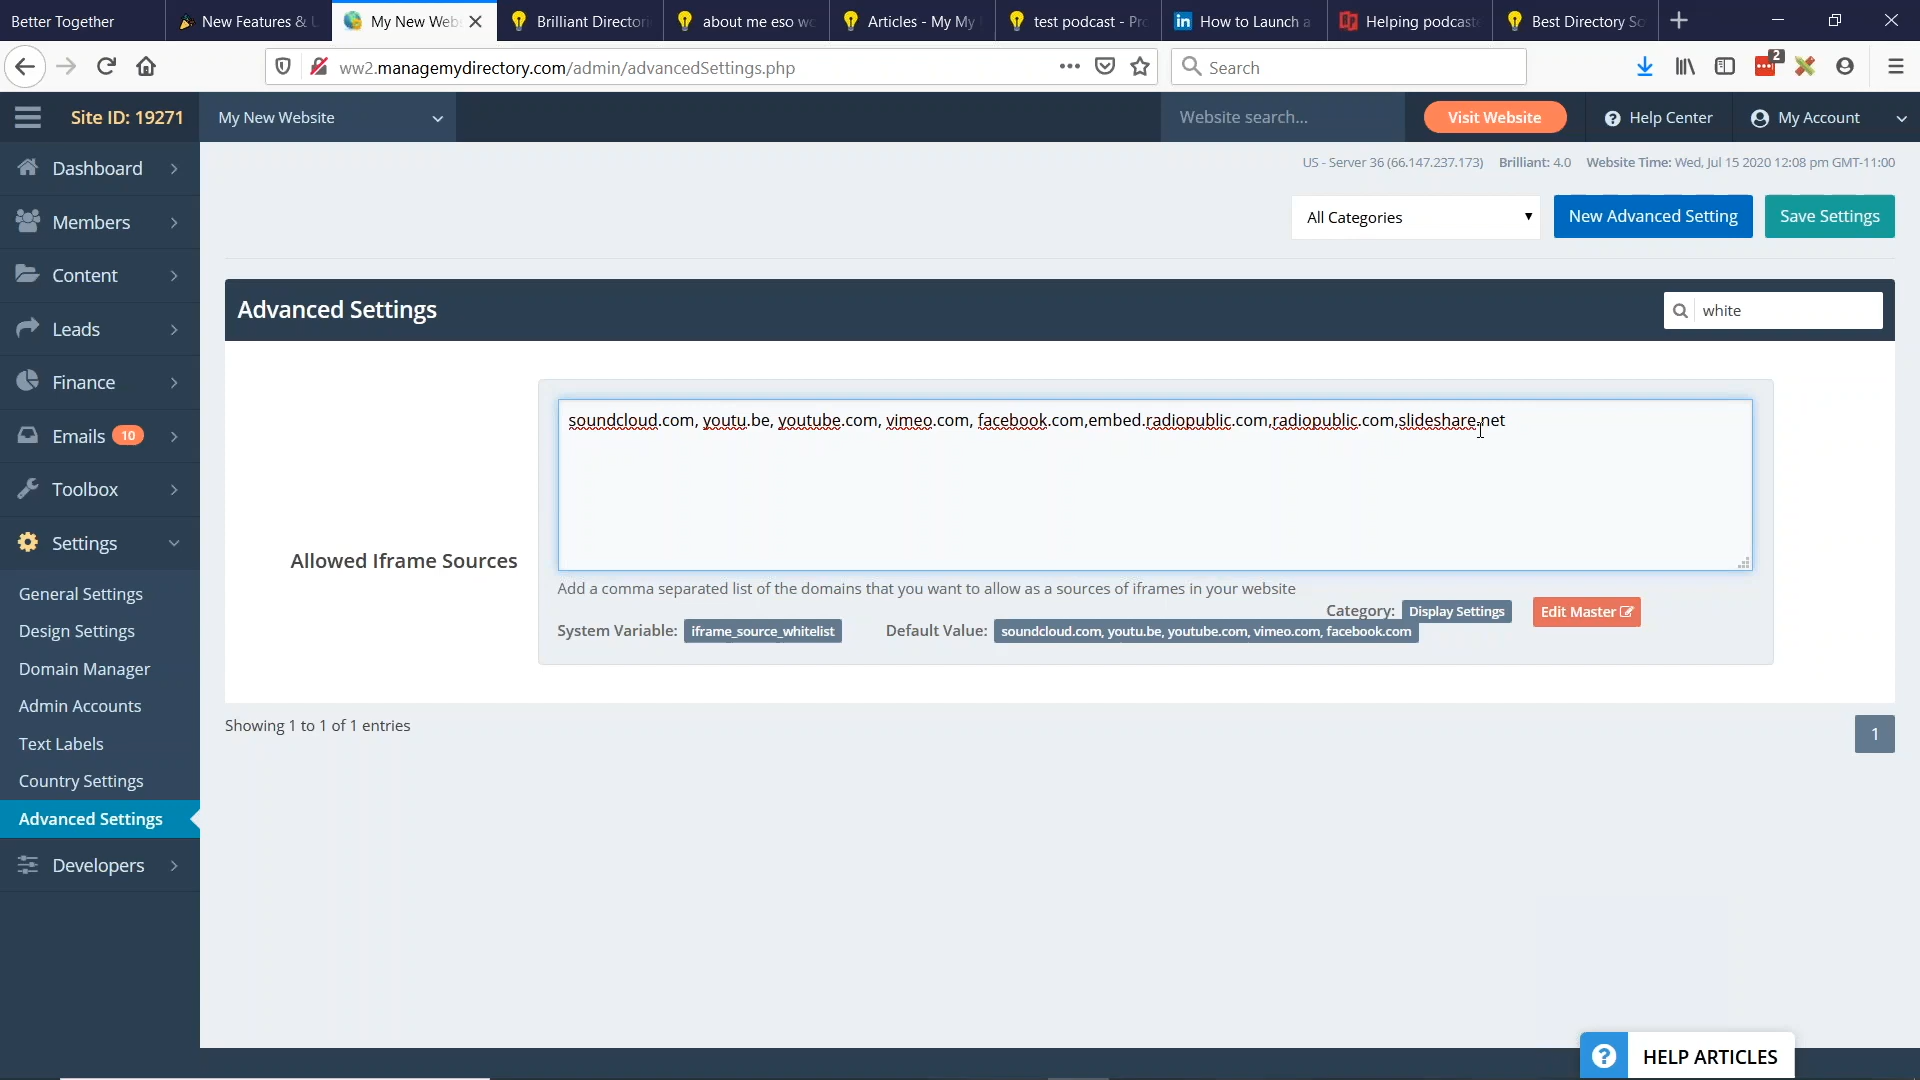 Better Together
New Features & U
My New Web
Brilliant Directori
about me eso wo
Articles - My My
test podcast - Pro
How to Launch a
Helping podcast
Best Directory So
ww2.managemydirectory.com/admin/advancedSettings.php
Search
2
Site ID: 19271
My New Website
Website search...
Visit Website
Help Center
My Account
US - Server 36 (66.147.237.173) Brilliant: 4.0 Website Time: Wed, Jul 15 2020 12:08 pm GMT-11:00
Dashboard
Members
Content
Leads
Finance
Emails 10
Toolbox
Settings
General Settings
Design Settings
Domain Manager
Admin Accounts
Text Labels
Country Settings
Advanced Settings
Developers
All Categories
New Advanced Setting
Save Settings
Advanced Settings
white
soundcloud.com, youtu.be, youtube.com, vimeo.com, facebook.com,embed.radiopublic.com,radiopublic.com,slideshare.net
Allowed Iframe Sources
Add a comma separated list of the domains that you want to allow as a sources of iframes in your website
Category: Display Settings
Edit Master
System Variable: iframe_source_whitelist
Default Value: soundcloud.com, youtu.be, youtube.com, vimeo.com, facebook.com
Showing 1 to 1 of 1 entries
1
HELP ARTICLES